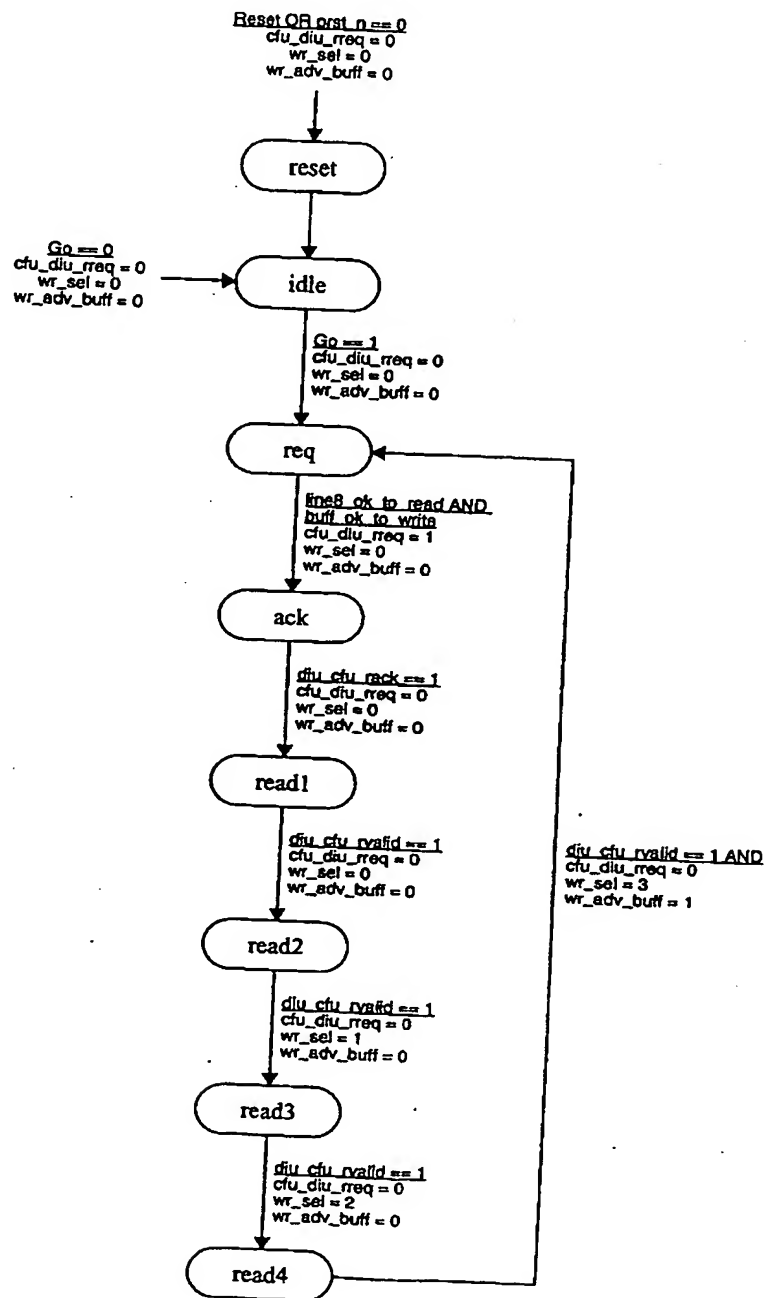 Reset OR prst_n == 0
cfu_diu_rreq = 0
wr_sel = 0
wr_adv_buff = 0
reset
Go == 0
cfu_diu_rreq = 0
wr_sel = 0
wr_adv_buff = 0
idle
Go == 1
cfu_diu_rreq = 0
wr_sel = 0
wr_adv_buff = 0
req
line8_ok_to_read AND
buff_ok_to_write
cfu_diu_rreq = 1
wr_sel = 0
wr_adv_buff = 0
ack
diu_cfu_rack == 1
cfu_diu_rreq = 0
wr_sel = 0
wr_adv_buff = 0
read1
diu_cfu_rvalid == 1
cfu_diu_rreq = 0
wr_sel = 0
wr_adv_buff = 0
diu_cfu_rvalid == 1 AND
cfu_diu_rreq = 0
wr_sel = 3
wr_adv_buff = 1
read2
diu_cfu_rvalid == 1
cfu_diu_rreq = 0
wr_sel = 1
wr_adv_buff = 0
read3
diu_cfu_rvalid == 1
cfu_diu_rreq = 0
wr_sel = 2
wr_adv_buff = 0
read4